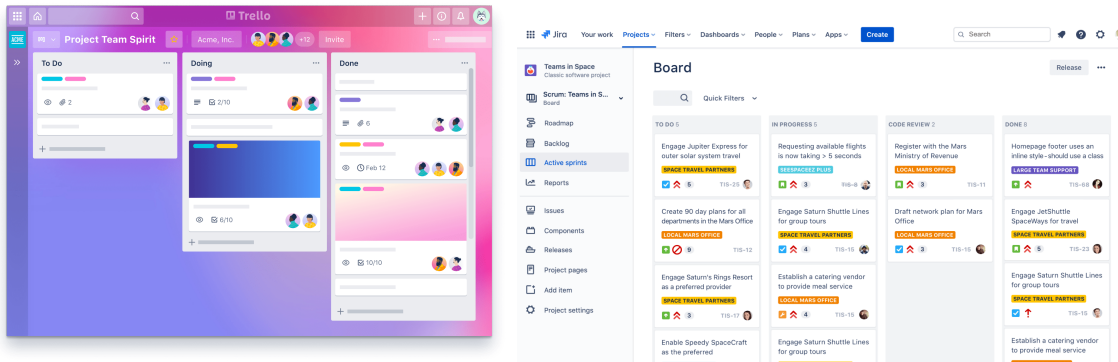 Trello
ACME
Project Team Spirit
Acme, Inc.
+12
Invite
To Do
2
Doing
2/10
6/10
Done
6
Feb 12
10/10
Jira
Your work
Projects
Filters
Dashboards
People
Plans
Apps
Create
Search
Teams in Space
Classic software project
Scrum: Teams in S...
Board
Roadmap
Backlog
Active sprints
Reports
Issues
Components
Releases
Project pages
Add item
Project settings
Board
Release
Quick Filters
TO DO 5
Engage Jupiter Express for
outer solar system travel
SPACE TRAVEL PARTNERS
5 TIS-25
Create 90 day plans for all
departments in the Mars Office
LOCAL MARS OFFICE
9 TIS-12
Engage Saturn's Rings Resort
as a preferred provider
SPACE TRAVEL PARTNERS
3 TIS-17
Enable Speedy SpaceCraft
as the preferred
IN PROGRESS 5
Requesting available flights
is now taking > 5 seconds
SEESPACEEZ PLUS
3
Engage Saturn Shuttle Lines
for group tours
SPACE TRAVEL PARTNERS
4 TIS-15
Establish a catering vendor
to provide meal service
LOCAL MARS OFFICE
4 TIS-15
Engage Saturn Shuttle Lines
for group tours
CODE REVIEW 2
Register with the Mars
Ministry of Revenue
LOCAL MARS OFFICE
3 TIS-11
Draft network plan for Mars
Office
LOCAL MARS OFFICE
3 TIS-15
DONE 8
Homepage footer uses an
inline style-should use a class
LARGE TEAM SUPPORT
TIS-68
Engage JetShuttle
SpaceWays for travel
SPACE TRAVEL PARTNERS
5 TIS-23
Engage Saturn Shuttle Lines
for group tours
SPACE TRAVEL PARTNERS
TIS-15
Establish a catering vendor
to provide meal service